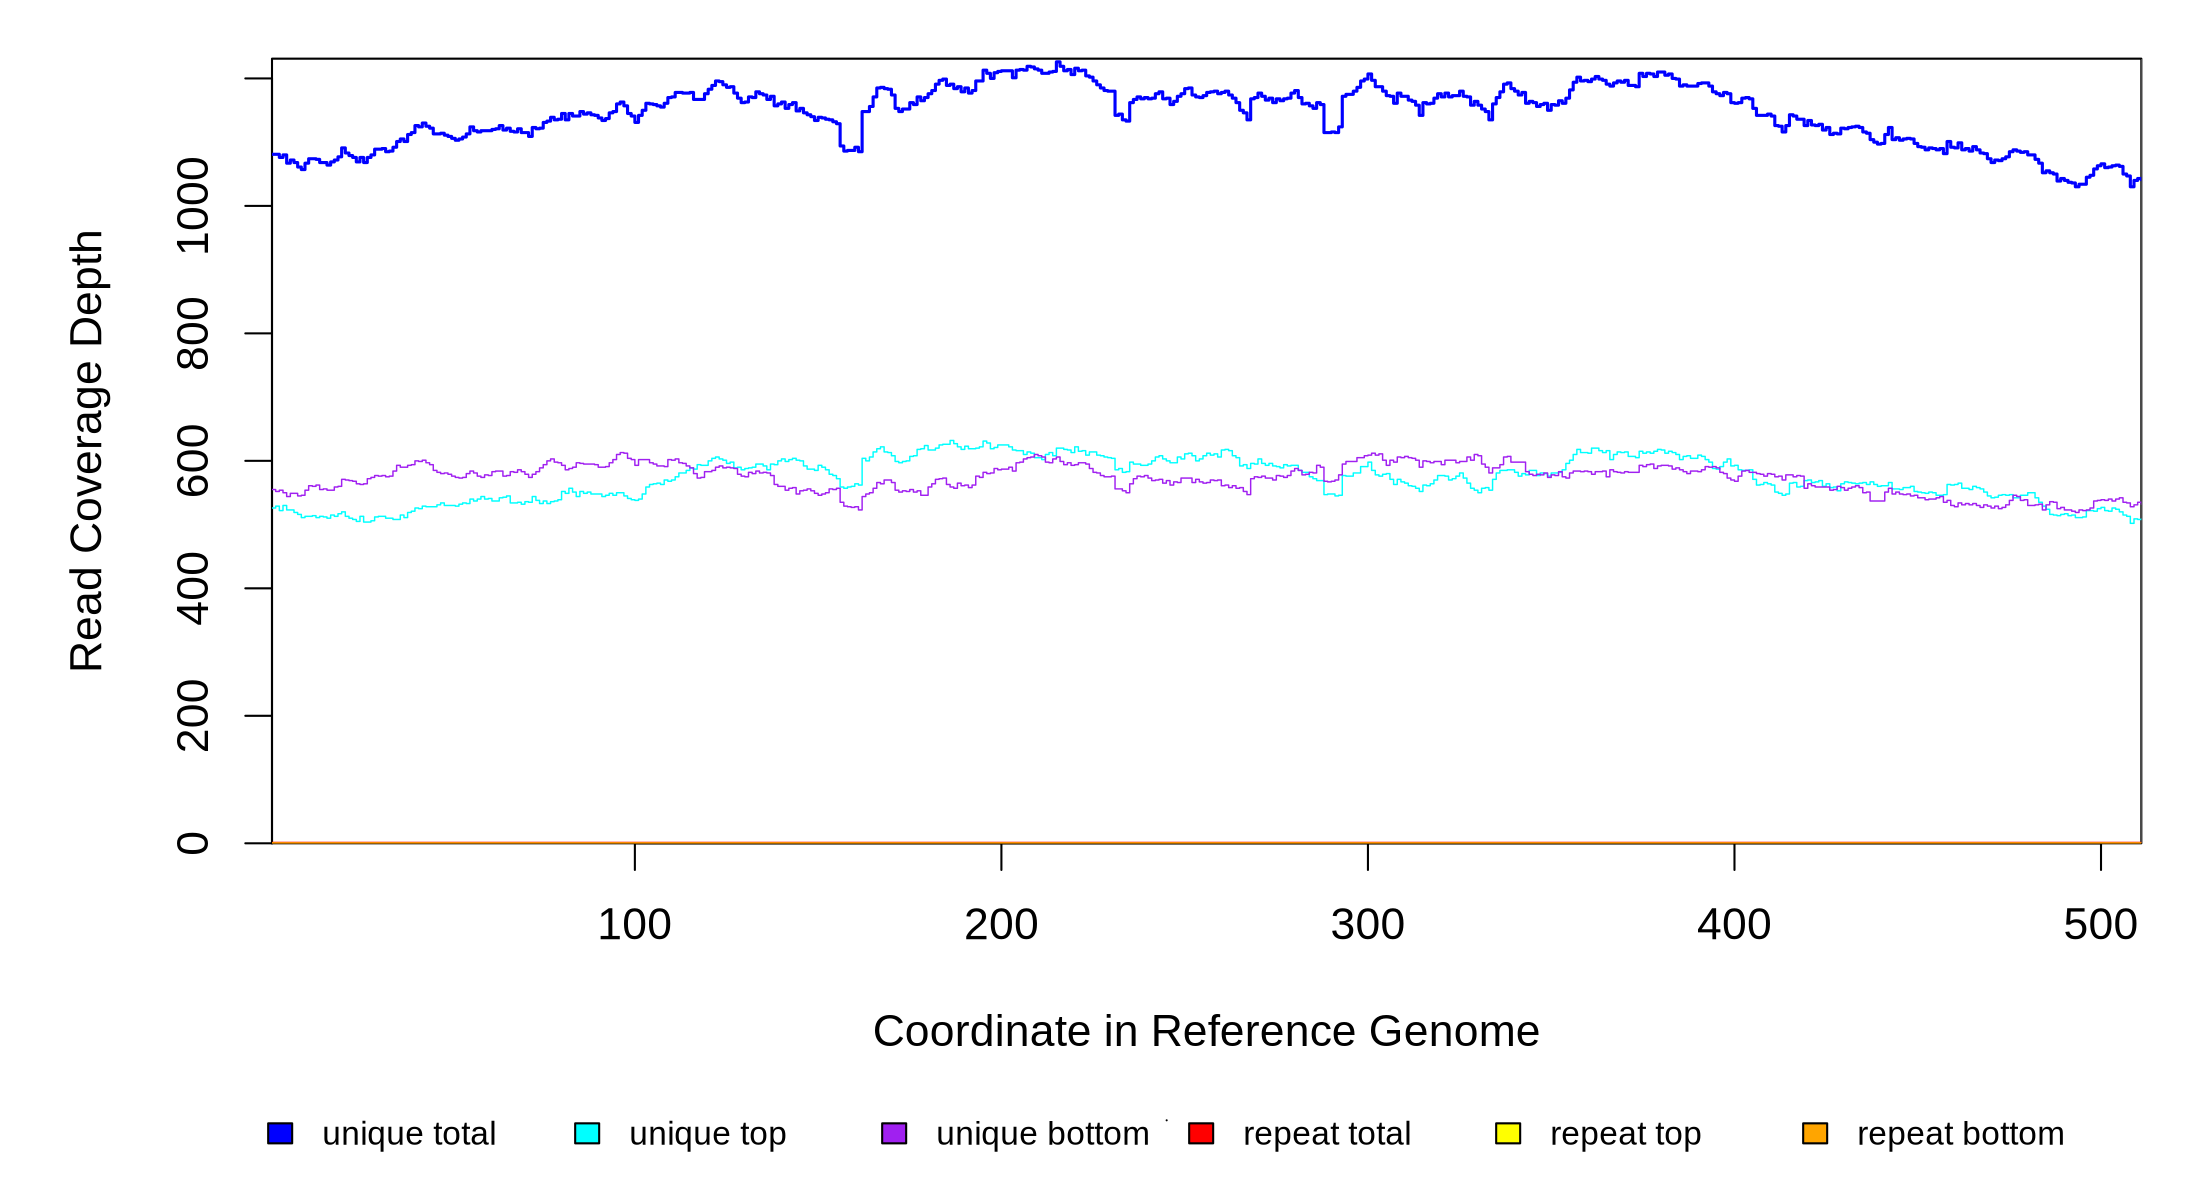 Read Coverage Depth
1000
800
600
400
200
0
100 200 300 400 500
Coordinate in Reference Genome
unique total unique top unique bottom repeat total repeat top repeat bottom